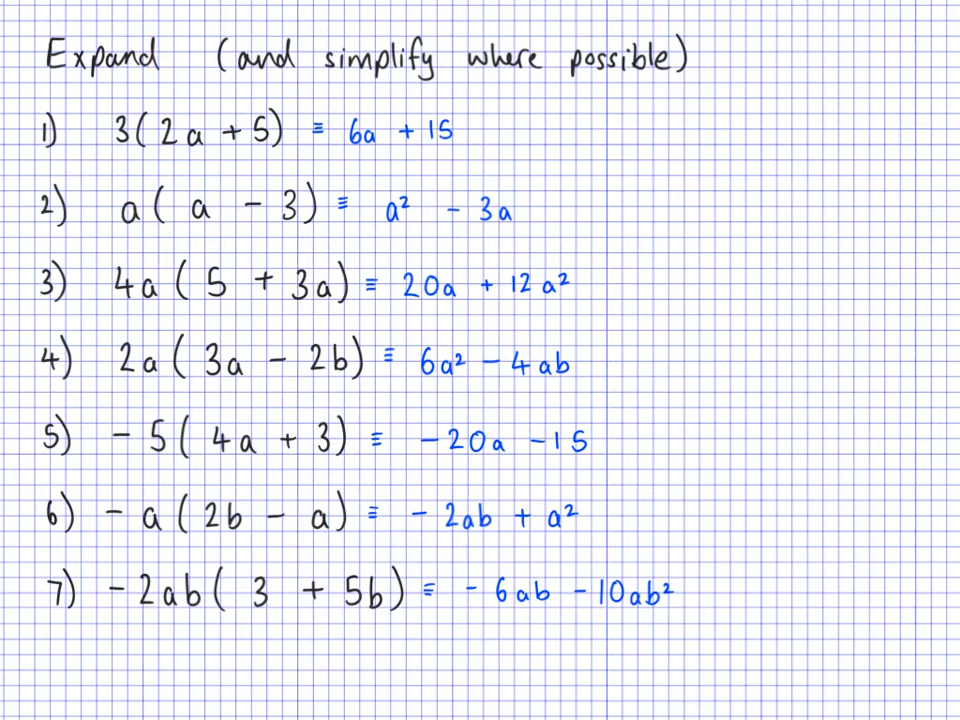 Expand (and simplify where possible)
1) 3(2a + 5) ≡ 6a + 15
2) a(a - 3) ≡ a² - 3a
3) 4a(5 + 3a) ≡ 20a + 12a²
4) 2a(3a - 2b) ≡ 6a² - 4ab
5) -5(4a + 3) ≡ -20a - 15
6) -a(2b - a) ≡ -2ab + a²
7) -2ab(3 + 5b) ≡ -6ab - 10ab²